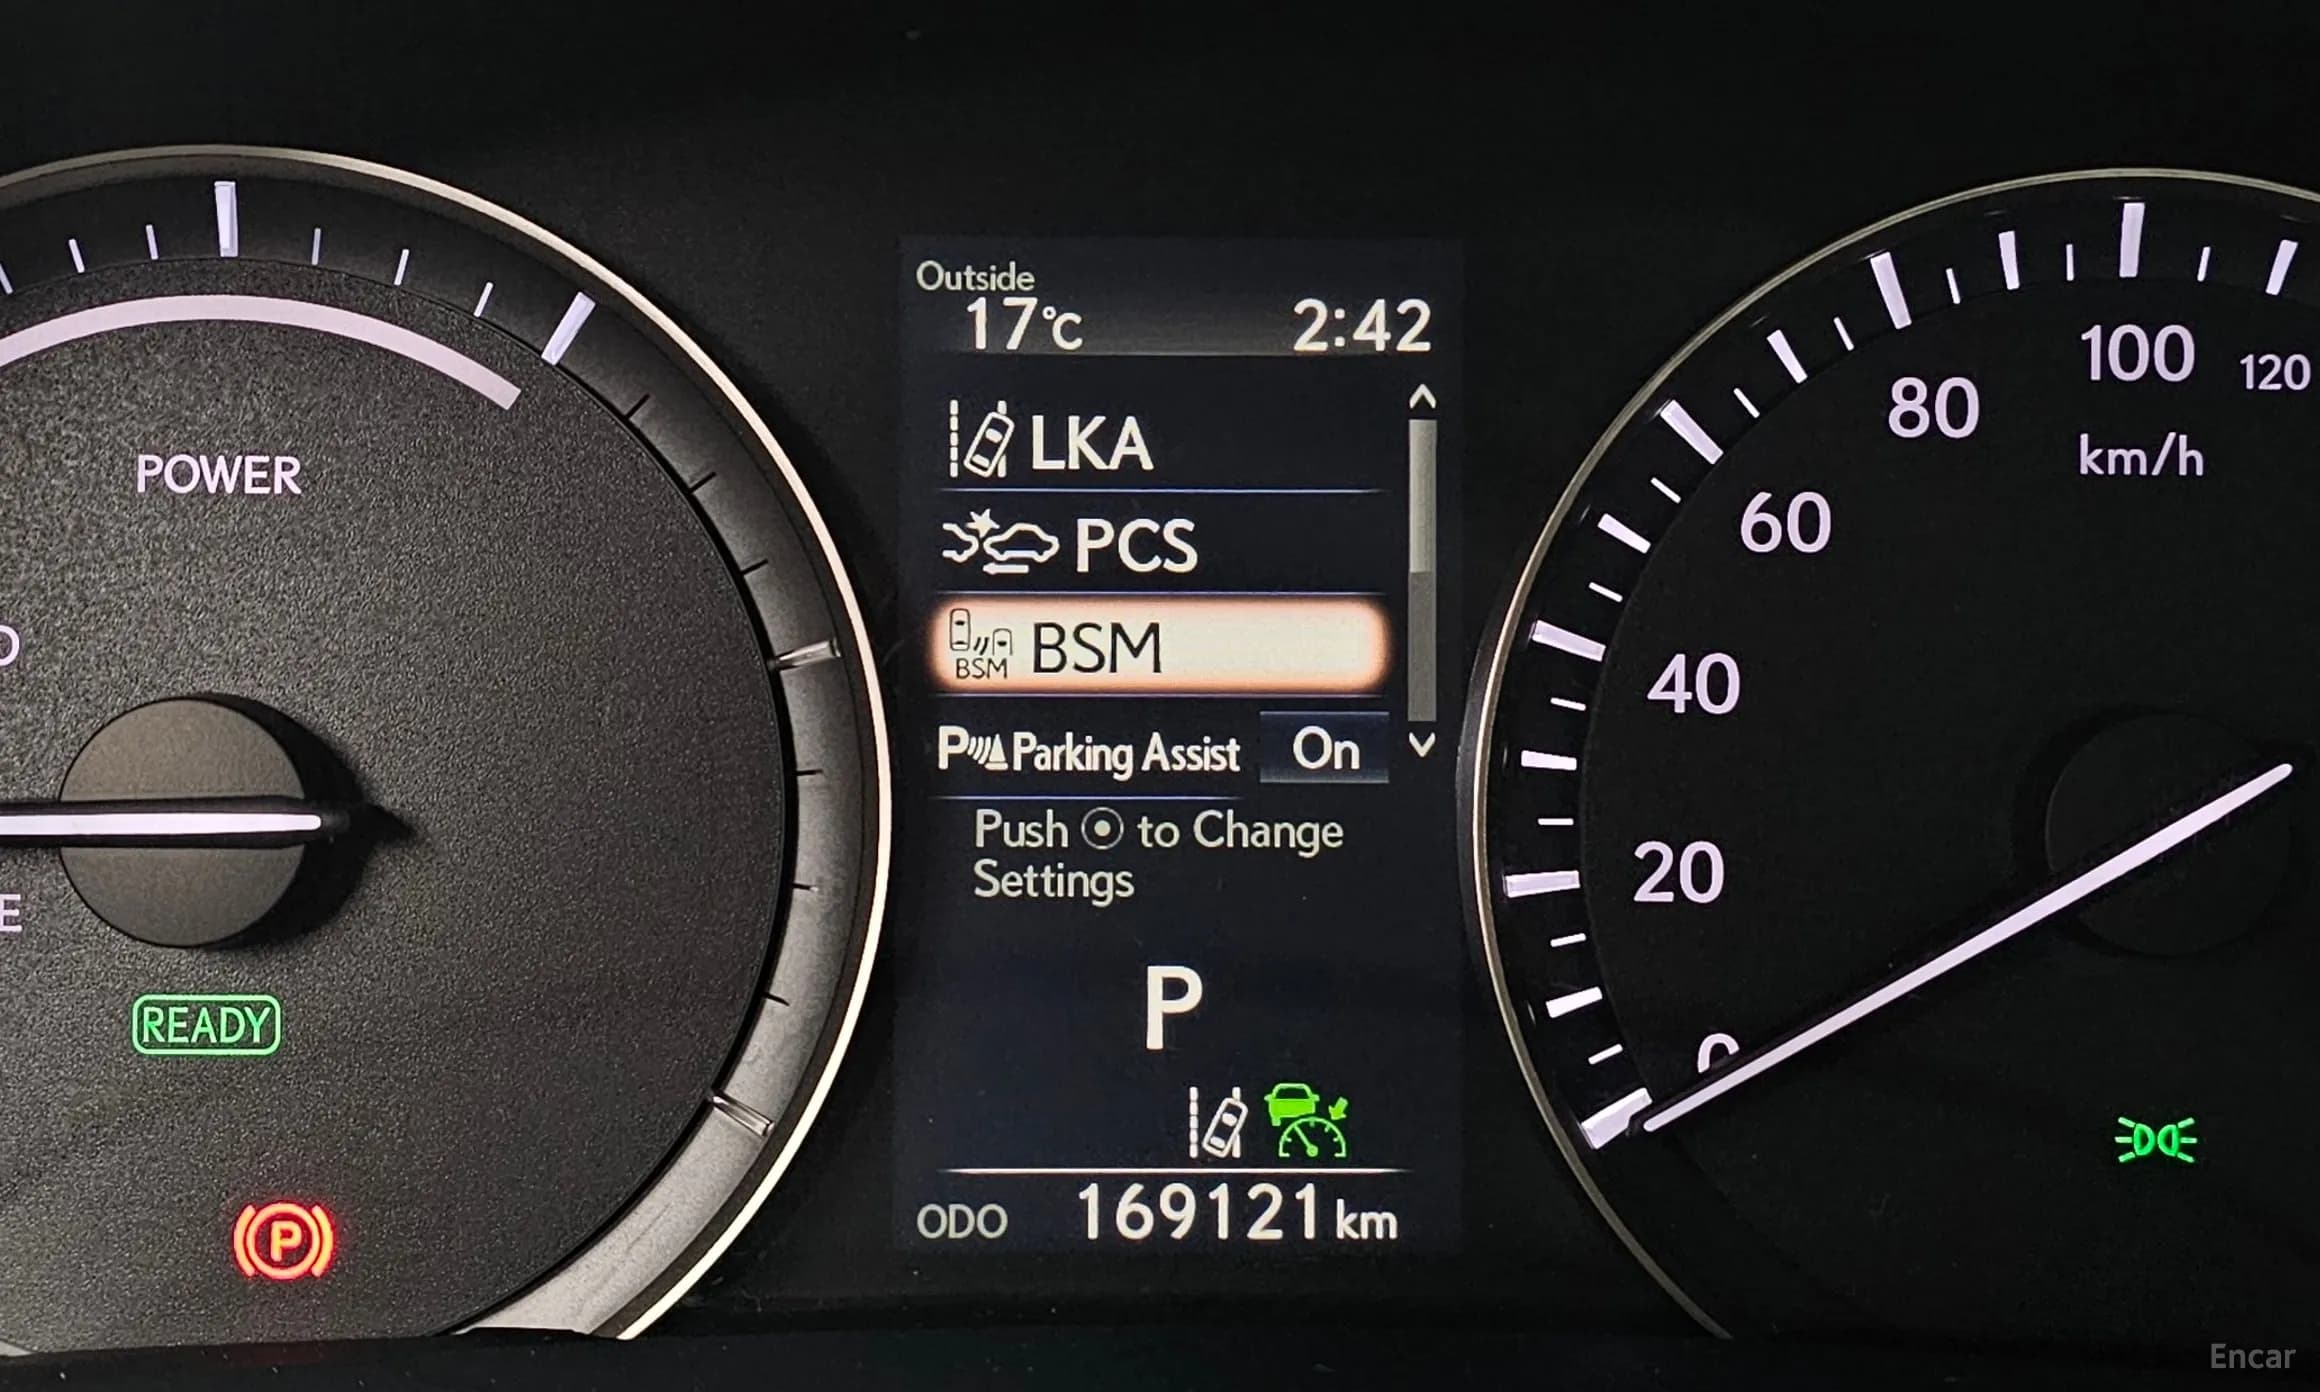 Outside
17°C 2:42
LKA
PCS
BSM BSM
Parking Assist On
Push to Change
Settings
P
ODO 169121 km
POWER
E
READY
P
0
20
40
60
80
100
120
km/h
Encar